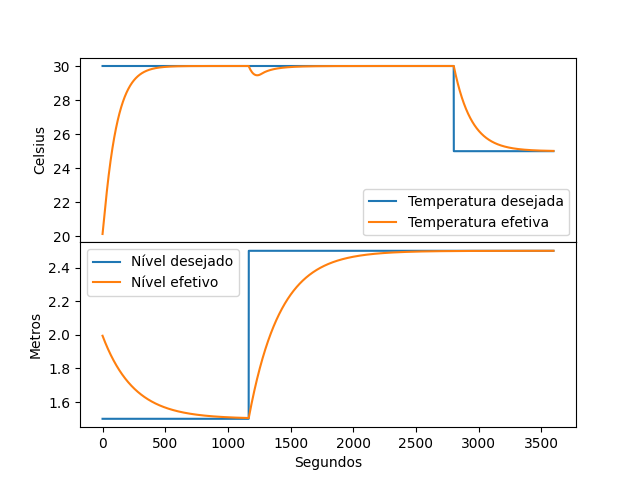 30
28
26
24
22
20
Celsius
Temperatura desejada
Temperatura efetiva
Nível desejado
Nível efetivo
2.4
2.2
2.0
1.8
1.6
Metros
0 500 1000 1500 2000 2500 3000 3500
Segundos